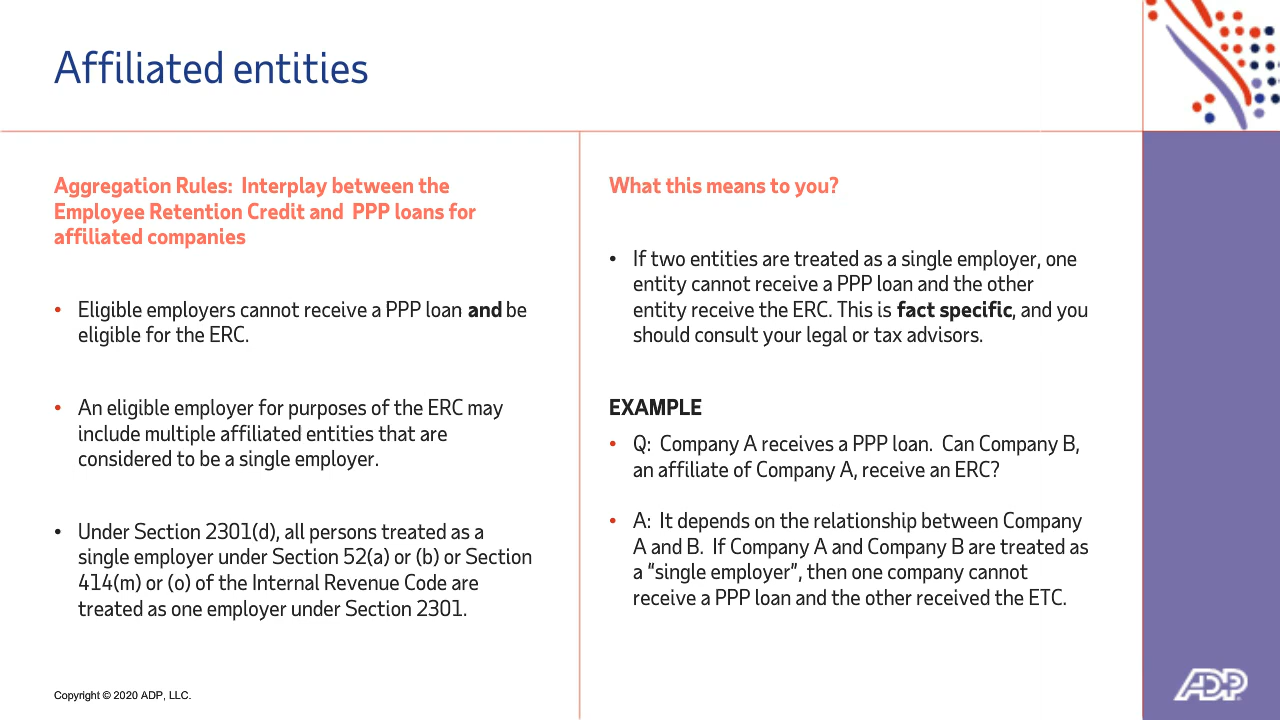 Affiliated entities
Aggregation Rules:  Interplay between the
Employee Retention Credit and  PPP loans for
affiliated companies
• Eligible employers cannot receive a PPP loan and be
eligible for the ERC.
• An eligible employer for purposes of the ERC may
include multiple affiliated entities that are
considered to be a single employer.
• Under Section 2301(d), all persons treated as a
single employer under Section 52(a) or (b) or Section
414(m) or (o) of the Internal Revenue Code are
treated as one employer under Section 2301.
What this means to you?
• If two entities are treated as a single employer, one
entity cannot receive a PPP loan and the other
entity receive the ERC. This is fact specific, and you
should consult your legal or tax advisors.
EXAMPLE
• Q:  Company A receives a PPP loan.  Can Company B,
an affiliate of Company A, receive an ERC?
• A:  It depends on the relationship between Company
A and B.  If Company A and Company B are treated as
a “single employer”, then one company cannot
receive a PPP loan and the other received the ETC.
Copyright © 2020 ADP, LLC.
ADP